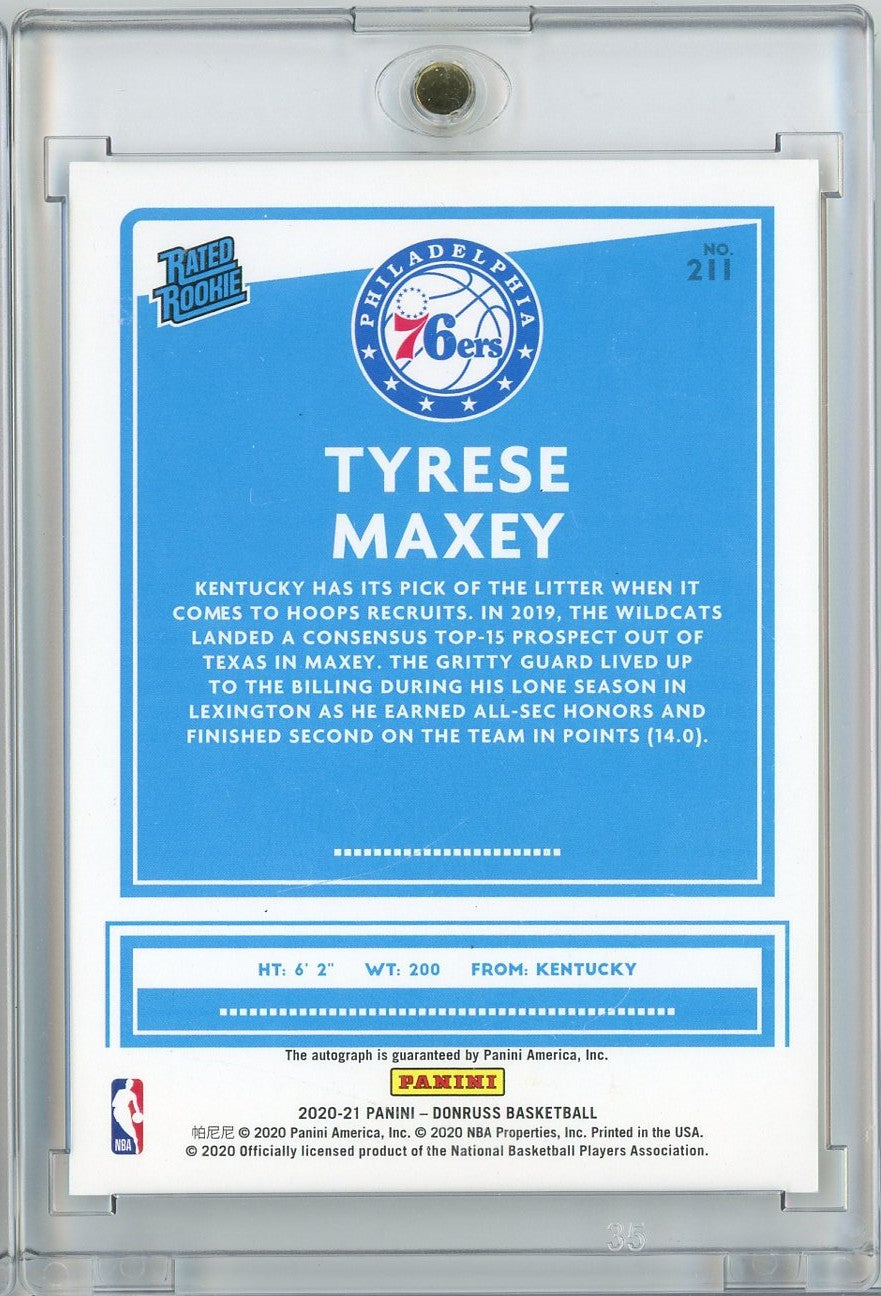 RATED
ROOKIE
NO.
211
PHILADELPHIA
76ers
TYRESE
MAXEY
KENTUCKY HAS ITS PICK OF THE LITTER WHEN IT
COMES TO HOOPS RECRUITS. IN 2019, THE WILDCATS
LANDED A CONSENSUS TOP-15 PROSPECT OUT OF
TEXAS IN MAXEY. THE GRITTY GUARD LIVED UP
TO THE BILLING DURING HIS LONE SEASON IN
LEXINGTON AS HE EARNED ALL-SEC HONORS AND
FINISHED SECOND ON THE TEAM IN POINTS (14.0).
HT: 6' 2" WT: 200 FROM: KENTUCKY
The autograph is guaranteed by Panini America, Inc.
PANINI
2020-21 PANINI – DONRUSS BASKETBALL
帕尼尼 © 2020 Panini America, Inc. © 2020 NBA Properties, Inc. Printed in the USA.
© 2020 Officially licensed product of the National Basketball Players Association.
NBA
35